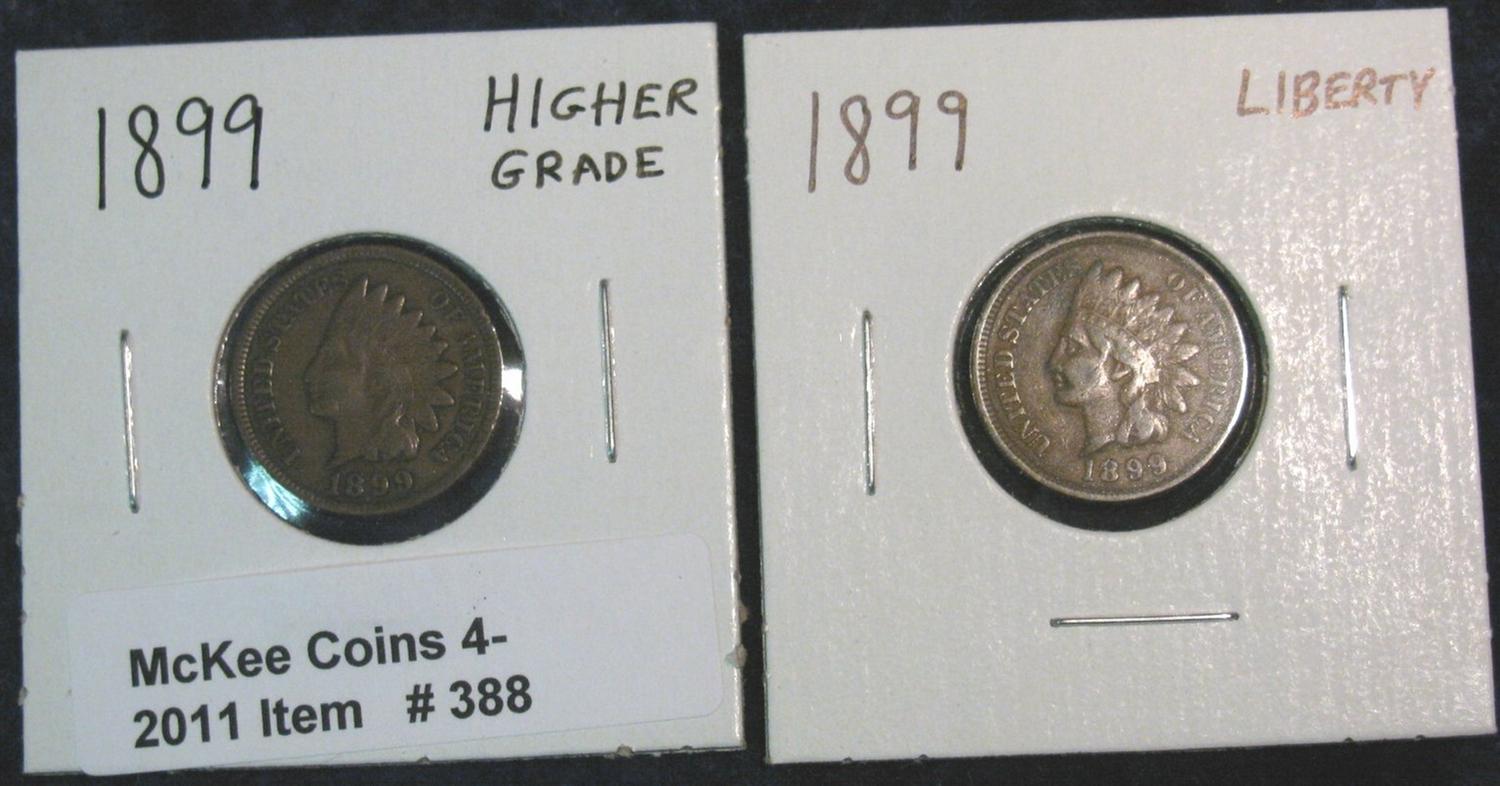 1899
HIGHER
GRADE
UNITED STATES OF AMERICA
1899
McKee Coins 4-
2011 Item # 388
1899
LIBERTY
UNITED STATES OF AMERICA
1899